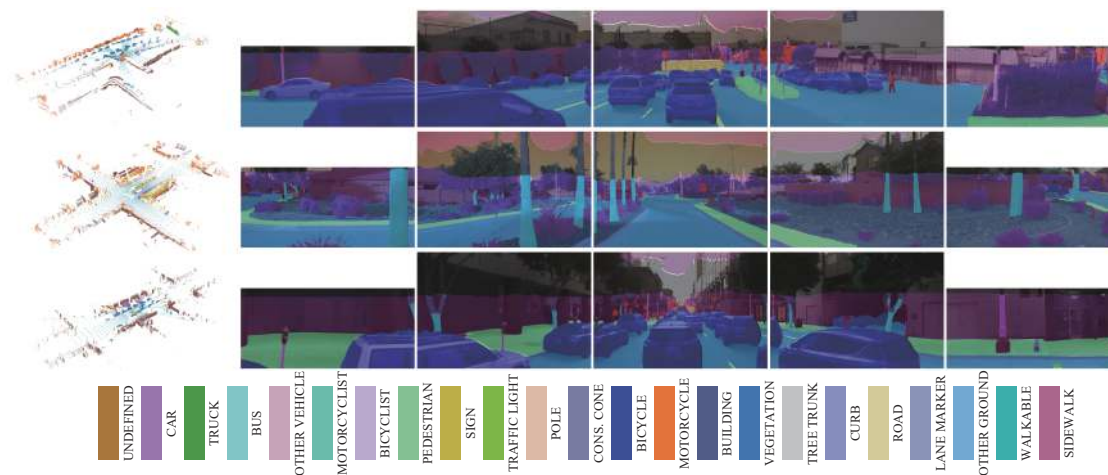 UNDEFINED
CAR
TRUCK
BUS
OTHER VEHICLE
MOTORCYCLIST
BICYCLIST
PEDESTRIAN
SIGN
TRAFFIC LIGHT
POLE
CONS. CONE
BICYCLE
MOTORCYCLE
BUILDING
VEGETATION
TREE TRUNK
CURB
ROAD
LANE MARKER
OTHER GROUND
WALKABLE
SIDEWALK